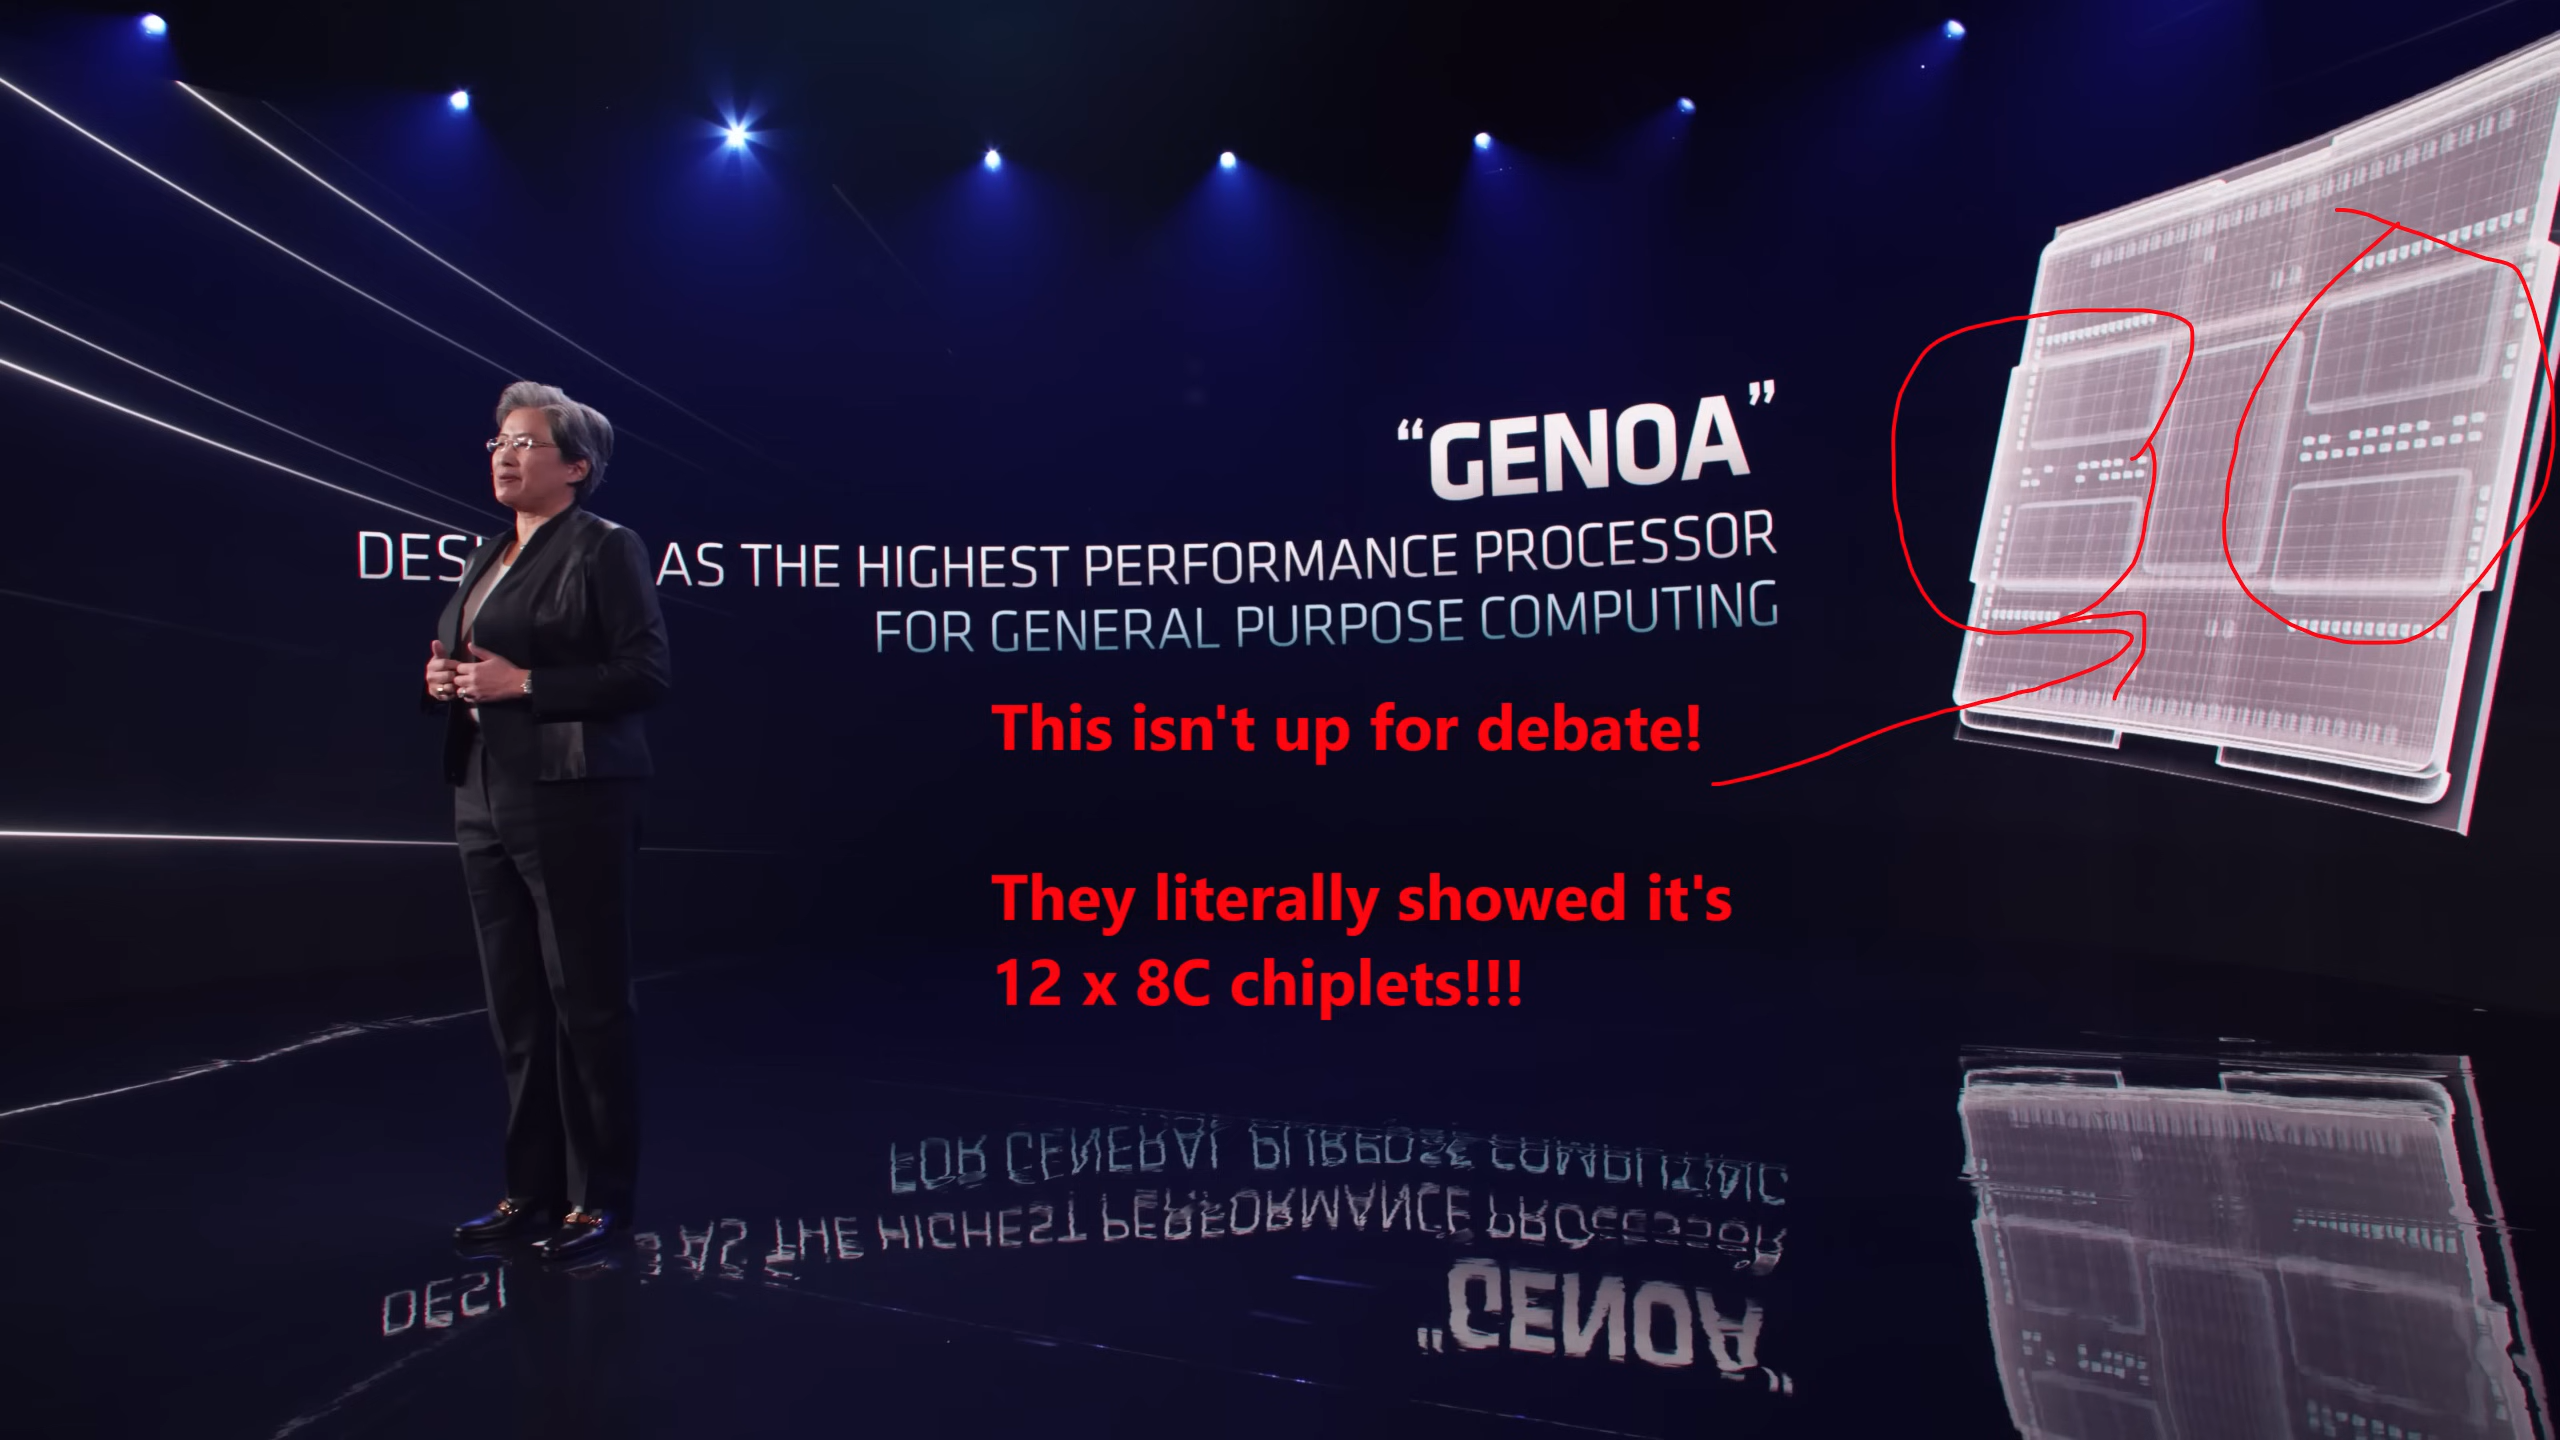 “GENOA”
DES AS THE HIGHEST PERFORMANCE PROCESSOR
FOR GENERAL PURPOSE COMPUTING
This isn't up for debate!
They literally showed it's
12 x 8C chiplets!!!